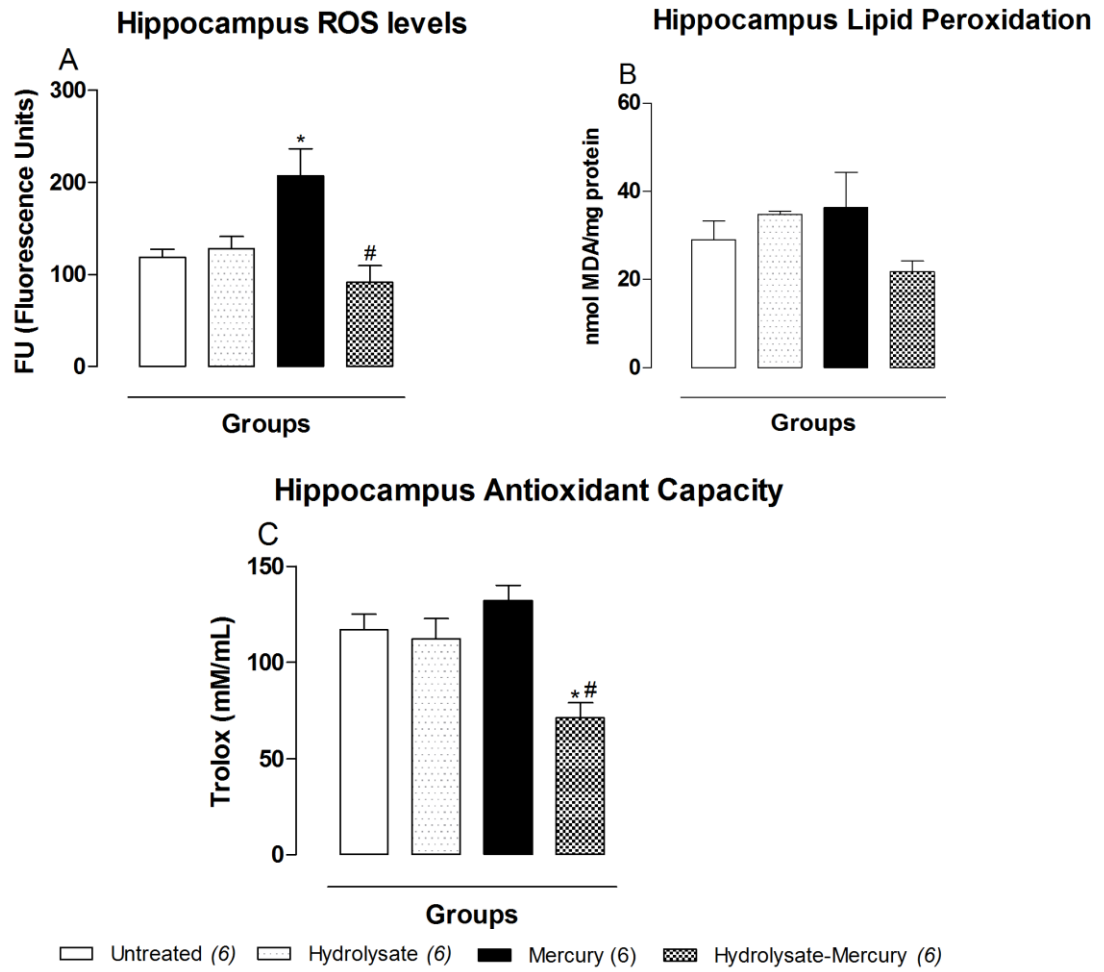 Hippocampus ROS levels
A
FU (Fluorescence Units)
300
200
100
0
*
#
Groups
Hippocampus Lipid Peroxidation
B
nmol MDA/mg protein
60
40
20
0
Groups
Hippocampus Antioxidant Capacity
C
Trolox (mM/mL)
150
100
50
0
*#
Groups
Untreated (6) Hydrolysate (6) Mercury (6) Hydrolysate-Mercury (6)